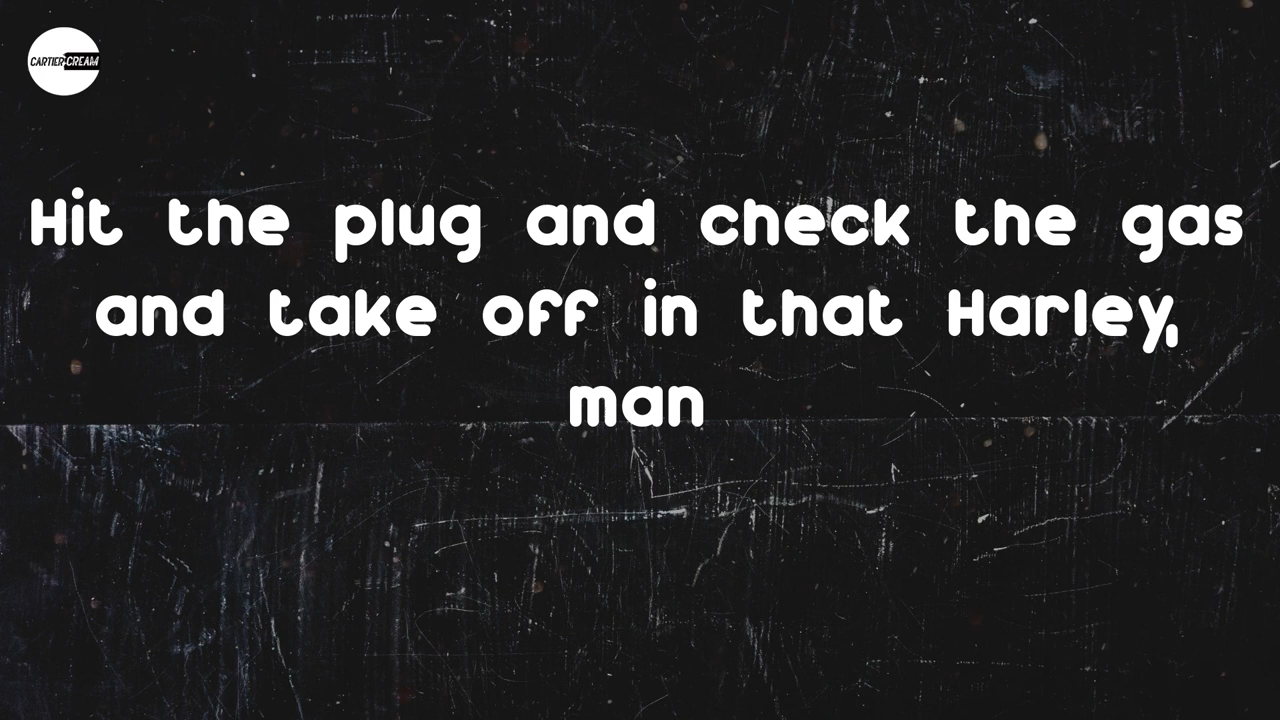 CARTIER CREAM
Hit the plug and check the gas
and take off in that Harley,
man